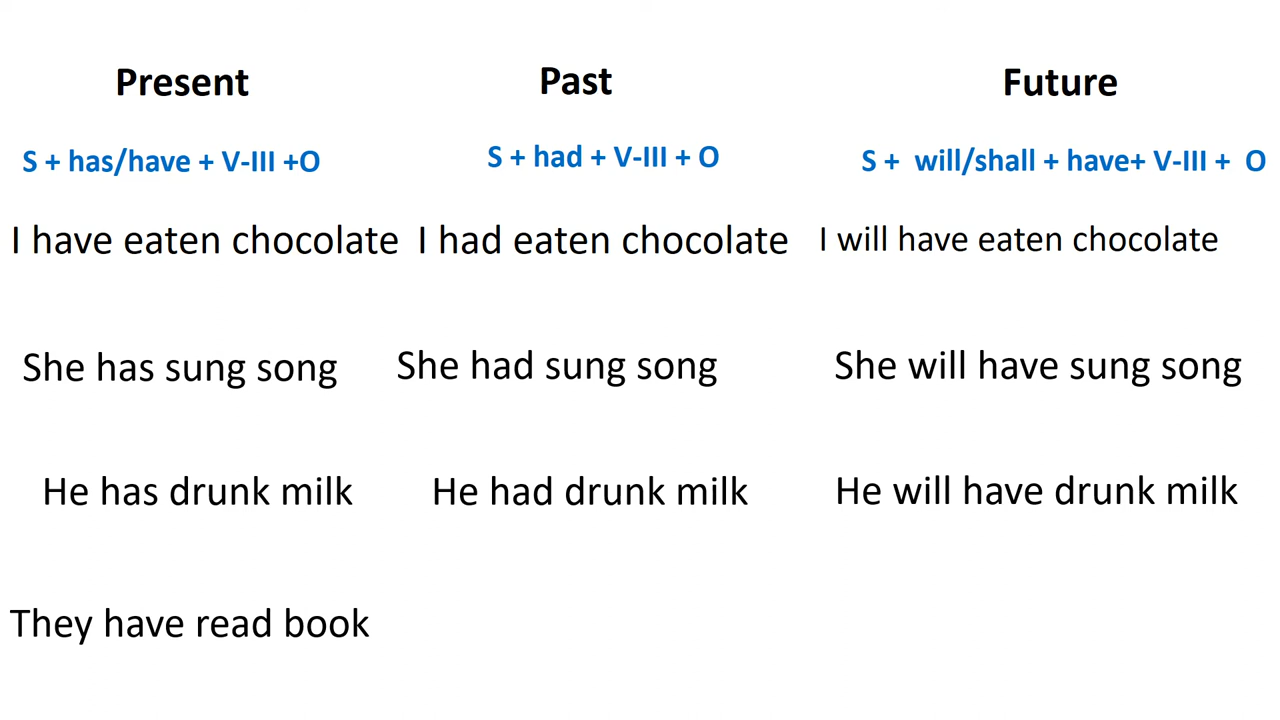 Present Past Future
S + has/have + V-III +O S + had + V-III + O S + will/shall + have+ V-III + O
I have eaten chocolate I had eaten chocolate I will have eaten chocolate
She has sung song She had sung song She will have sung song
He has drunk milk He had drunk milk He will have drunk milk
They have read book